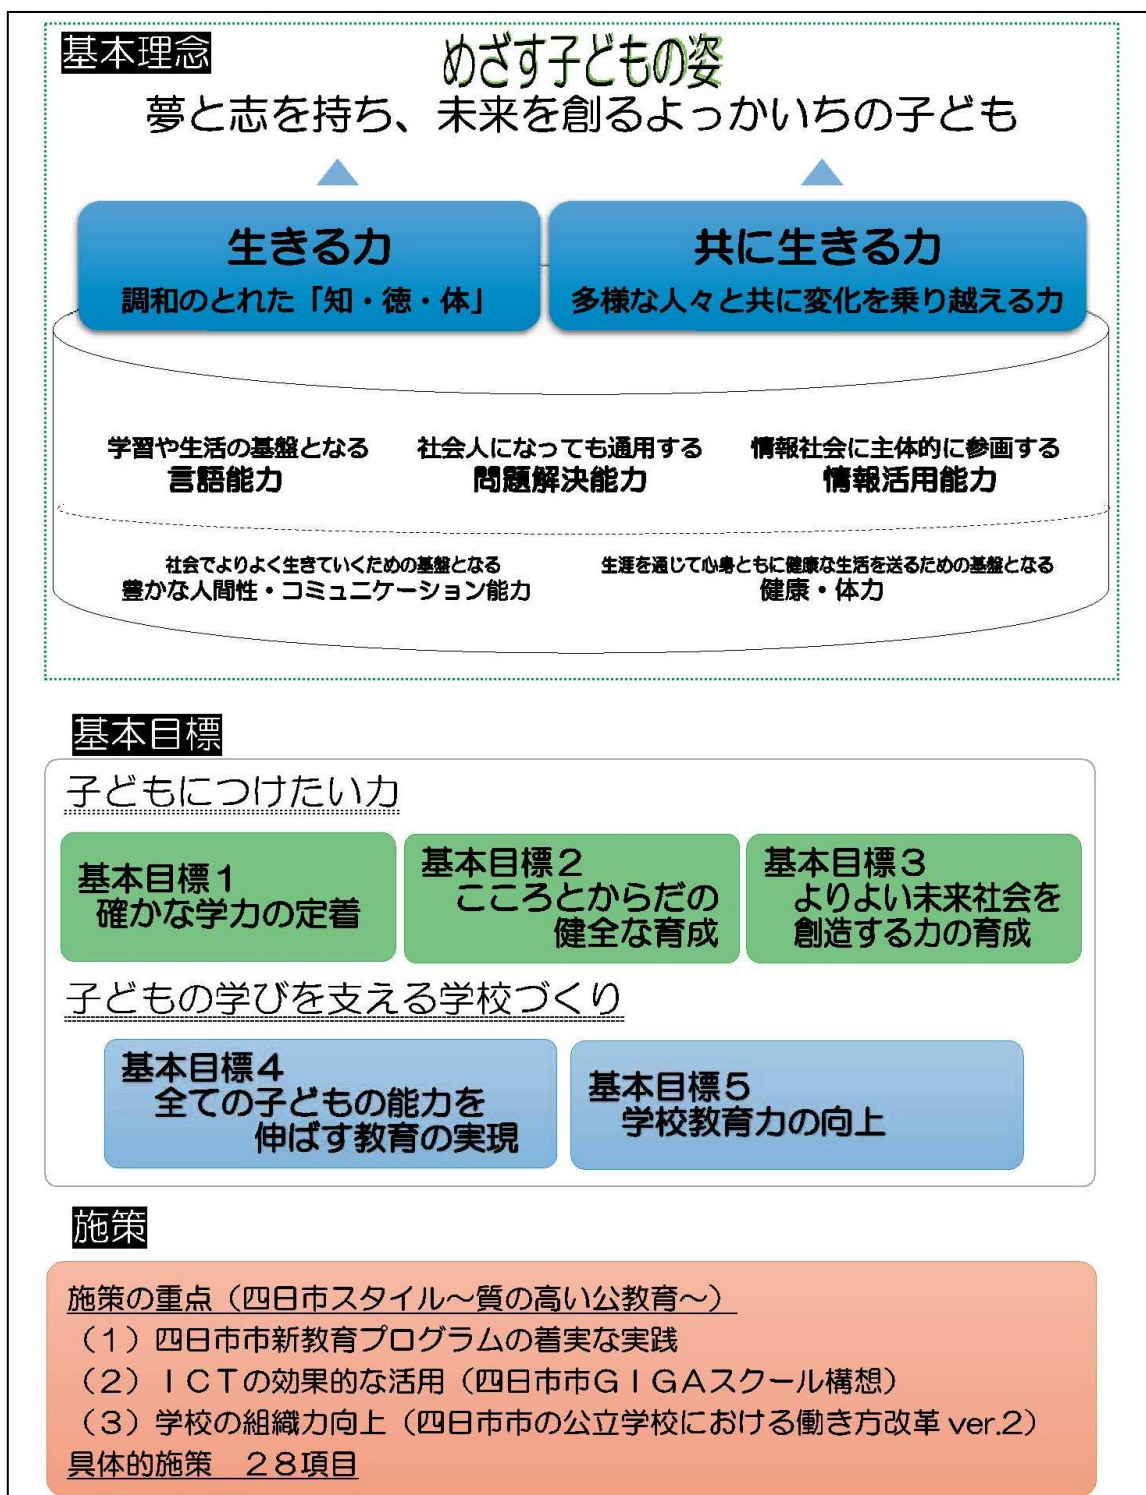 基本理念
めざす子どもの姿
夢と志を持ち、未来を創るよっかいちの子ども
生きる力
調和のとれた「知・徳・体」
共に生きる力
多様な人々と共に変化を乗り越える力
学習や生活の基盤となる
言語能力
社会人になっても通用する
問題解決能力
情報社会に主体的に参画する
情報活用能力
社会でよりよく生きていくための基盤となる
豊かな人間性・コミュニケーション能力
生涯を通じて心身ともに健康な生活を送るための基盤となる
健康・体力
基本目標
子どもにつけたい力
基本目標1
確かな学力の定着
基本目標2
こころとからだの
健全な育成
基本目標3
よりよい未来社会を
創造する力の育成
子どもの学びを支える学校づくり
基本目標4
全ての子どもの能力を
伸ばす教育の実現
基本目標5
学校教育力の向上
施策
施策の重点（四日市スタイル～質の高い公教育～）
（1）四日市市新教育プログラムの着実な実践
（2）ICTの効果的な活用（四日市市GIGAスクール構想）
（3）学校の組織力向上（四日市市の公立学校における働き方改革 ver.2）
具体的施策　28項目